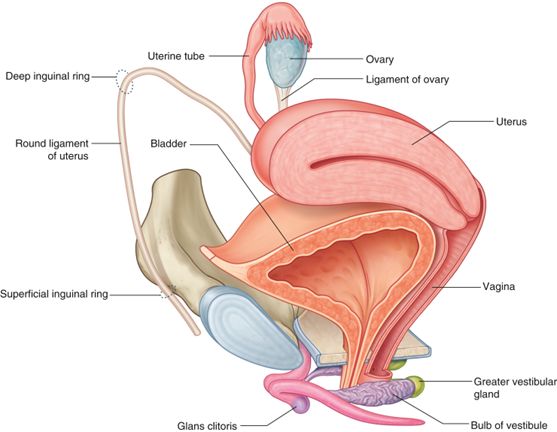 Uterine tube
Ovary
Deep inguinal ring
Ligament of ovary
Uterus
Round ligament
of uterus
Bladder
Superficial inguinal ring
Vagina
Greater vestibular
gland
Glans clitoris
Bulb of vestibule